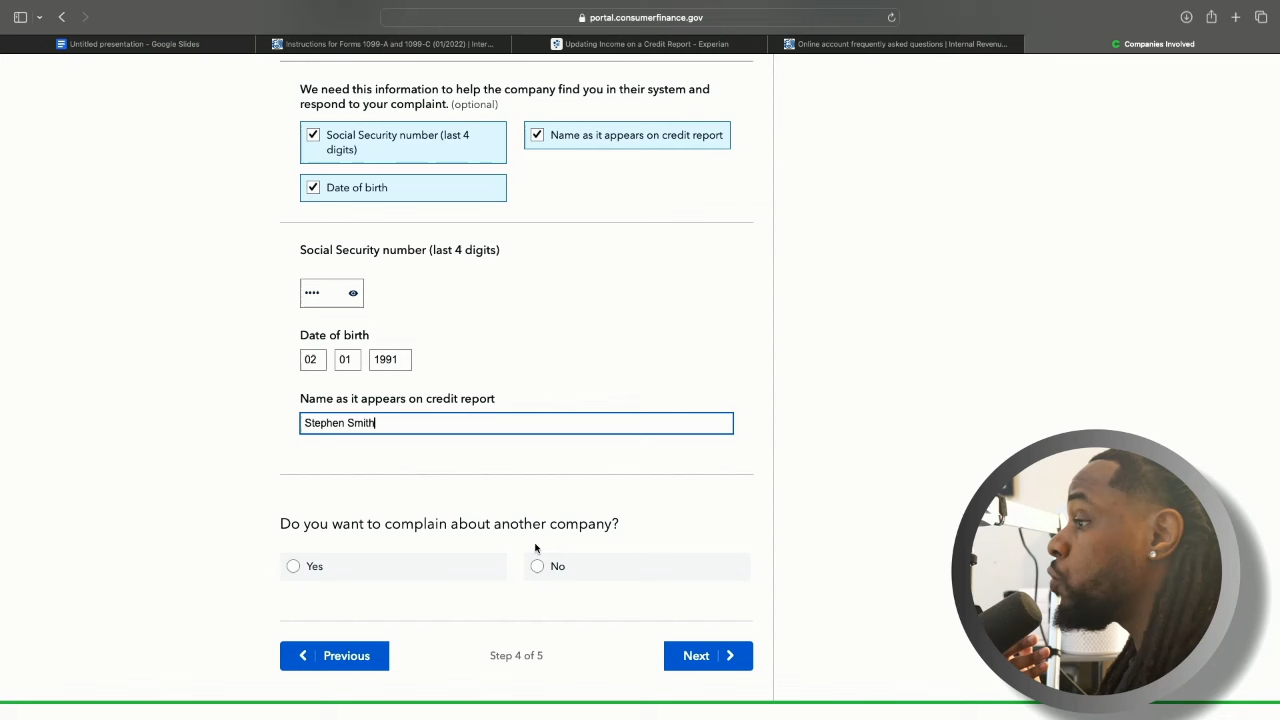 portal.consumerfinance.gov
Untitled presentation – Google Slides
Instructions for Forms 1099-A and 1099-C (01/2022) | Inter...
Updating Income on a Credit Report - Experian
Online account frequently asked questions | Internal Revenu...
Companies Involved
We need this information to help the company find you in their system and
respond to your complaint. (optional)
Social Security number (last 4
digits)
Name as it appears on credit report
Date of birth
Social Security number (last 4 digits)
••••
Date of birth
02 01 1991
Name as it appears on credit report
Stephen Smith
Do you want to complain about another company?
Yes
No
Previous
Step 4 of 5
Next